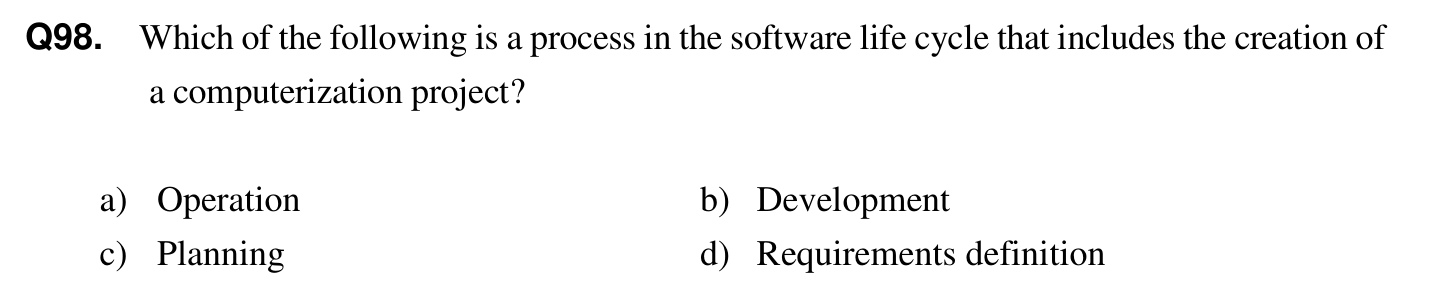 Q98. Which of the following is a process in the software life cycle that includes the creation of
a computerization project?
a) Operation b) Development
c) Planning d) Requirements definition